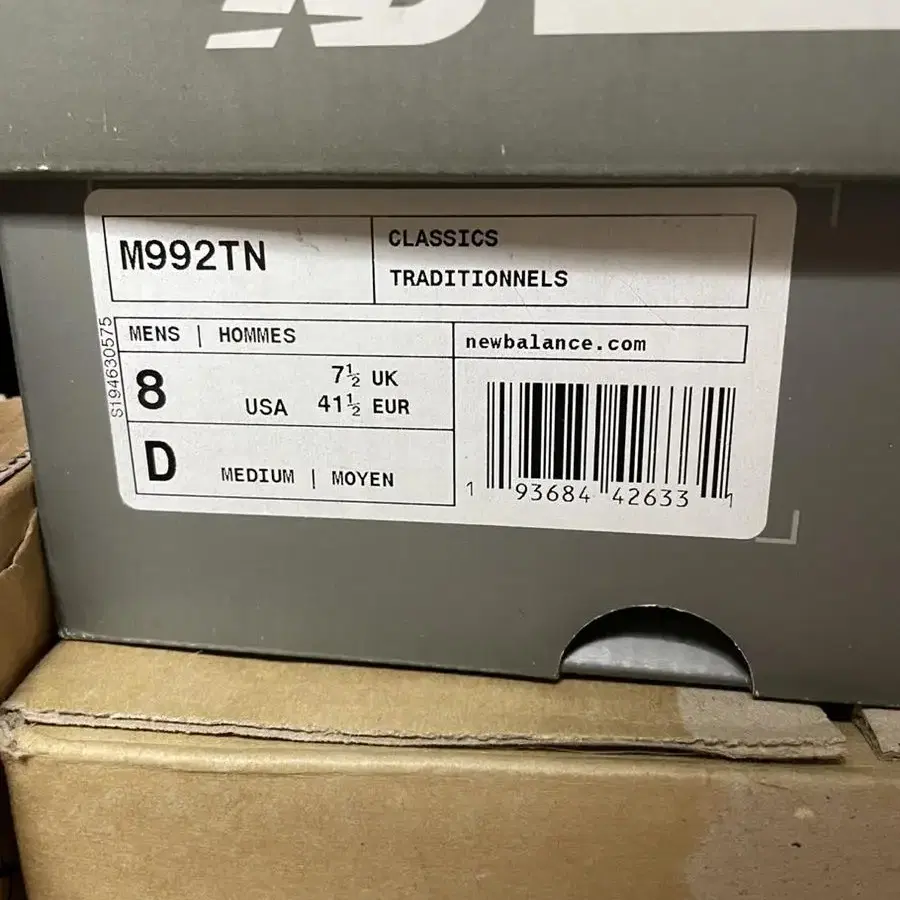 M992TN
CLASSICS
TRADITIONNELS
S194630575
MENS | HOMMES
newbalance.com
8
7½ UK
USA 41½ EUR
D
MEDIUM | MOYEN
1 93684 42633 1